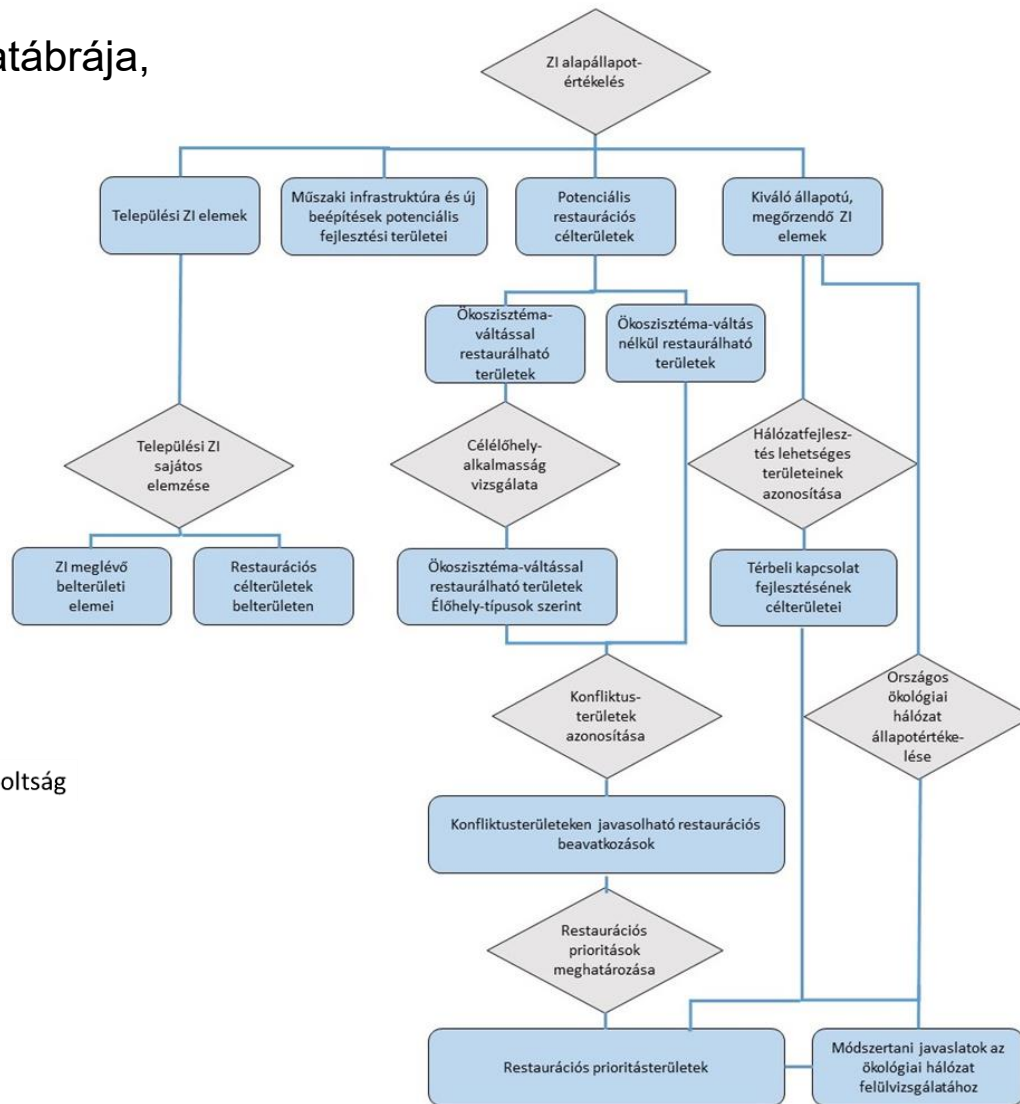 atábrája,
ZI alapállapot-
értékelés
Települési ZI elemek
Műszaki infrastruktúra és új
beépítések potenciális
fejlesztési területei
Potenciális
restaurációs
célterületek
Kiváló állapotú,
megőrzendő ZI
elemek
Ökoszisztéma-
váltással
restaurálható
területek
Ökoszisztéma-váltás
nélkül restaurálható
területek
Települési ZI
sajátos
elemzése
Célélőhely-
alkalmasság
vizsgálata
Hálózatfejlesz-
tés lehetséges
területeinek
azonosítása
ZI meglévő
belterületi
elemei
Restaurációs
célterületek
belterületen
Ökoszisztéma-váltással
restaurálható területek
Élőhely-típusok szerint
Térbeli kapcsolat
fejlesztésének
célterületei
Konfliktus-
területek
azonosítása
Országos
ökológiai
hálózat
állapotértéke-
lése
oltság
Konfliktusterületeken javasolható restaurációs
beavatkozások
Restaurációs
prioritások
meghatározása
Restaurációs prioritásterületek
Módszertani javaslatok az
ökológiai hálózat
felülvizsgálatához